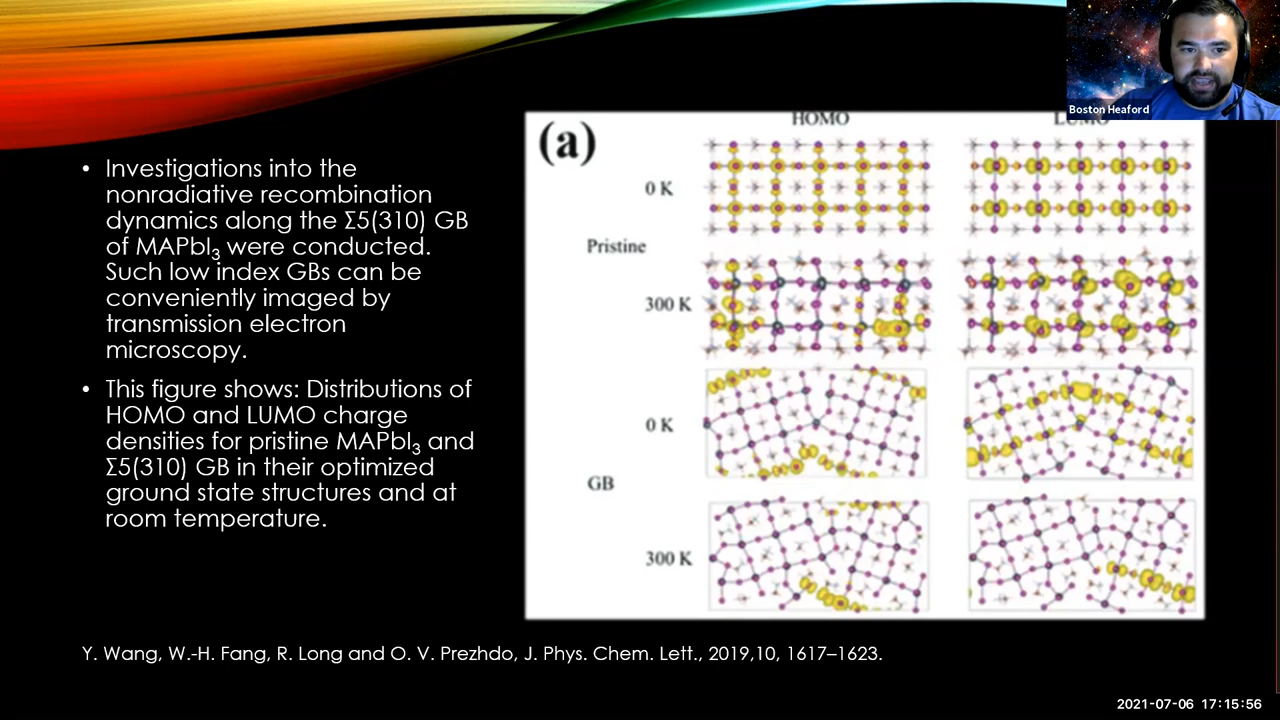 Boston Heaford
• Investigations into the
nonradiative recombination
dynamics along the Σ5(310) GB
of MAPbI₃ were conducted.
Such low index GBs can be
conveniently imaged by
transmission electron
microscopy.
• This figure shows: Distributions of
HOMO and LUMO charge
densities for pristine MAPbI₃ and
Σ5(310) GB in their optimized
ground state structures and at
room temperature.
(a)
HOMO
LUMO
0 K
Pristine
300 K
0 K
GB
300 K
Y. Wang, W.-H. Fang, R. Long and O. V. Prezhdo, J. Phys. Chem. Lett., 2019,10, 1617–1623.
2021-07-06 17:15:56